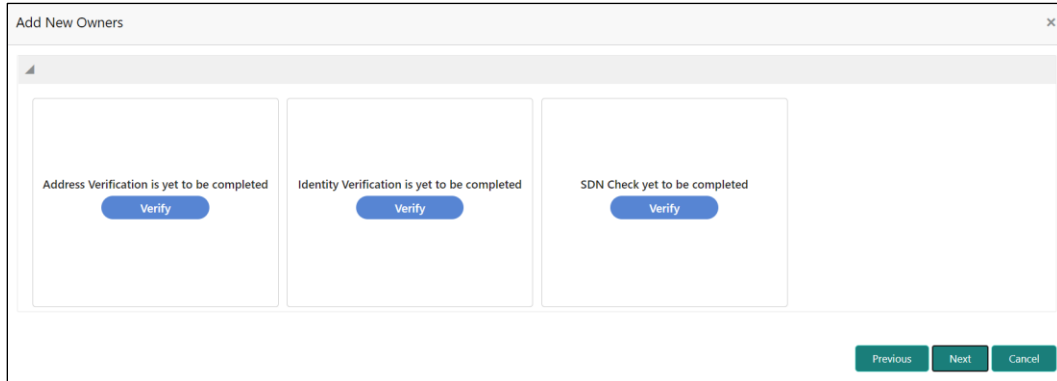 Add New Owners
×
Address Verification is yet to be completed
Verify
Identity Verification is yet to be completed
Verify
SDN Check yet to be completed
Verify
Previous
Next
Cancel